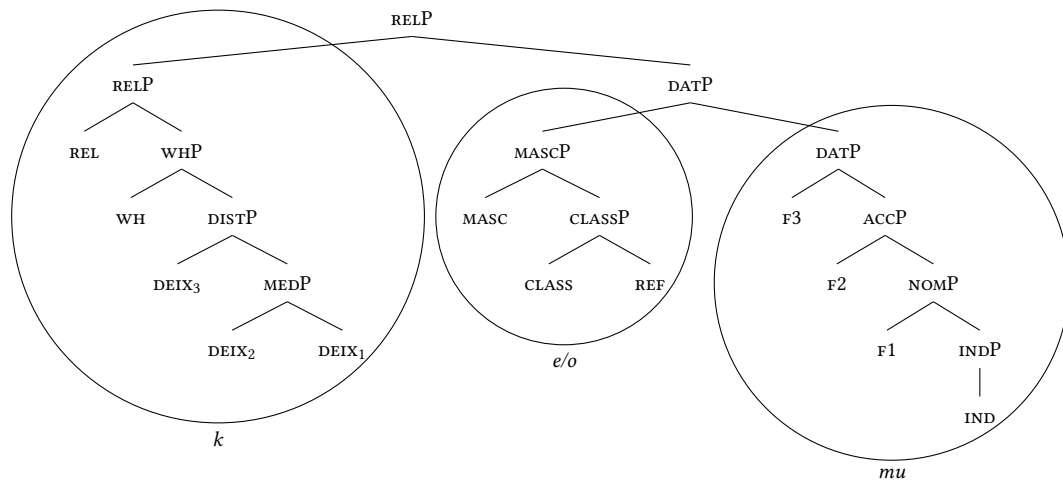 RELP
RELP DATP
REL WHP MASCP DATP
WH DISTP MASC CLASSP F3 ACCP
DEIX₃ MEDP CLASS REF F2 NOMP
DEIX₂ DEIX₁ F1 INDP
e/o
IND
k
mu